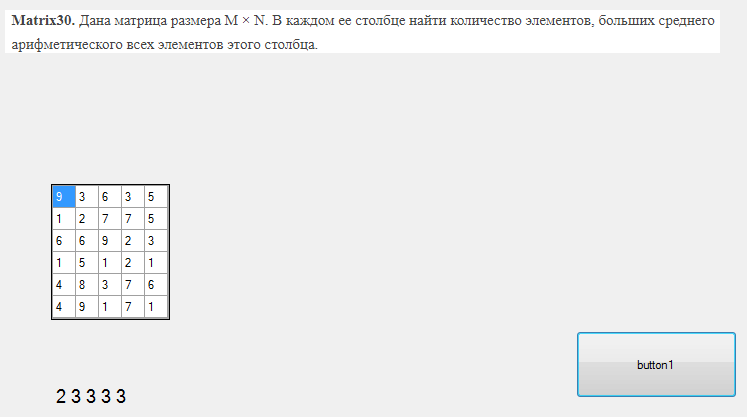 Matrix30. Дана матрица размера M × N. В каждом ее столбце найти количество элементов, больших среднего
арифметического всех элементов этого столбца.
9 3 6 3 5
1 2 7 7 5
6 6 9 2 3
1 5 1 2 1
4 8 3 7 6
4 9 1 7 1
button1
2 3 3 3 3